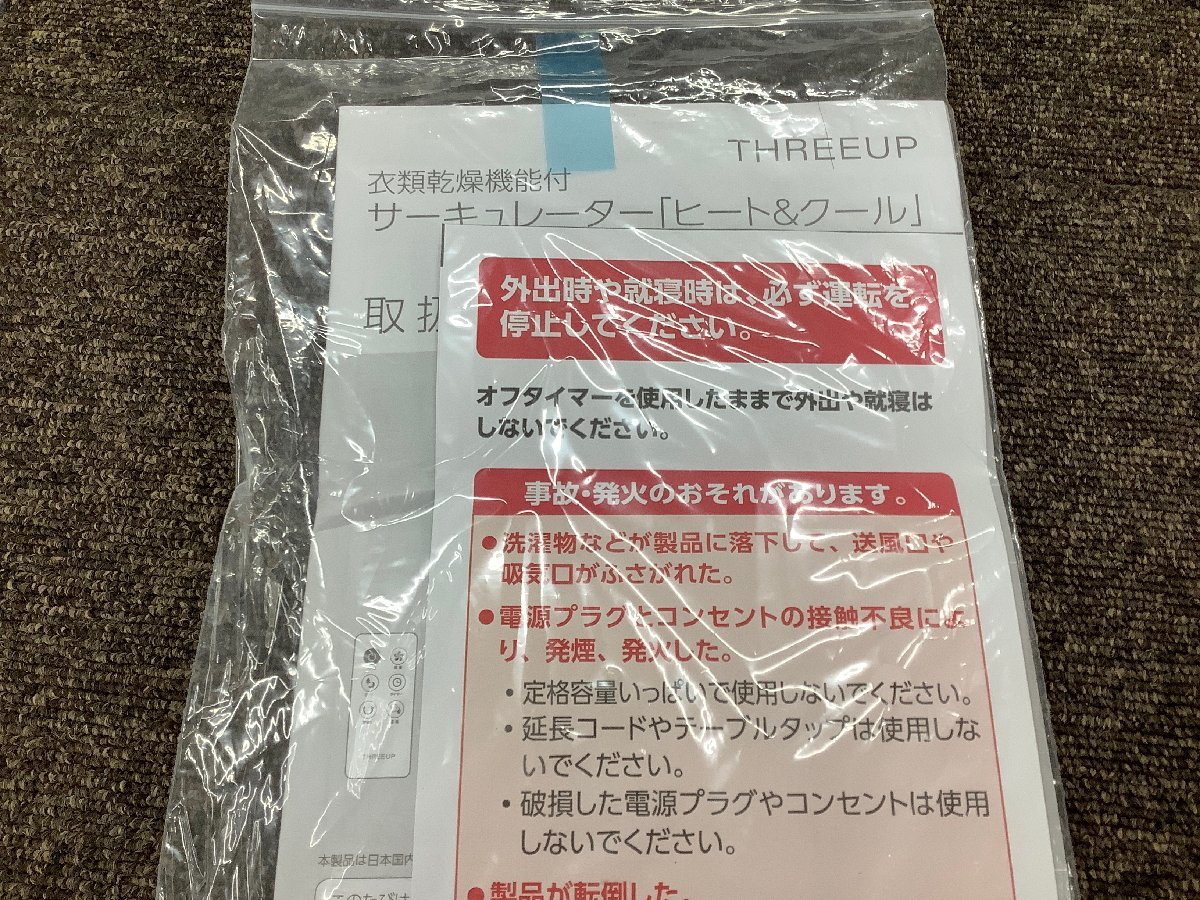 THREEUP
衣類乾燥機能付
サーキュレーター「ヒート&クール」
取扱
外出時や就寝時は、必ず運転を
停止してください。
オフタイマーを使用したままで外出や就寝は
しないでください。
事故・発火のおそれがあります。
●洗濯物などが製品に落下して、送風口や
吸気口がふさがれた。
●電源プラグとコンセントの接触不良によ
り、発煙、発火した。
・定格容量いっぱいで使用しないでください。
・延長コードやテーブルタップは使用しな
いでください。
・破損した電源プラグやコンセントは使用
しないでください。
●製品が転倒した。
THREEUP
本製品は日本国内
このたびは